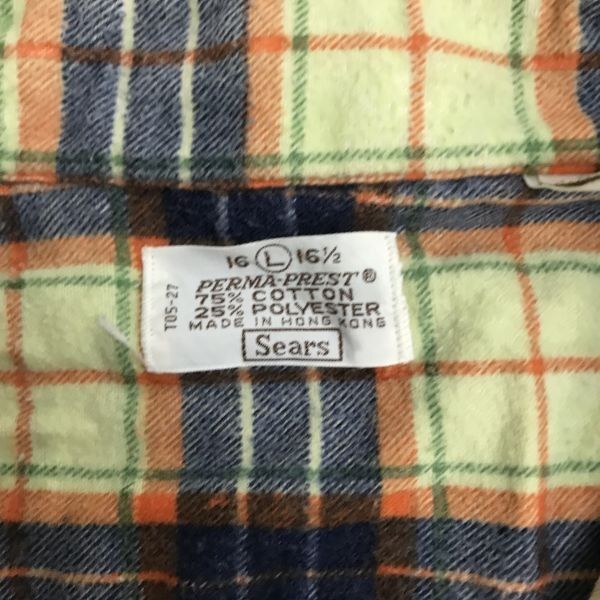 16 L 16½
PERMA-PREST®
75% COTTON
25% POLYESTER
MADE IN HONG KONG
Sears
T05-27